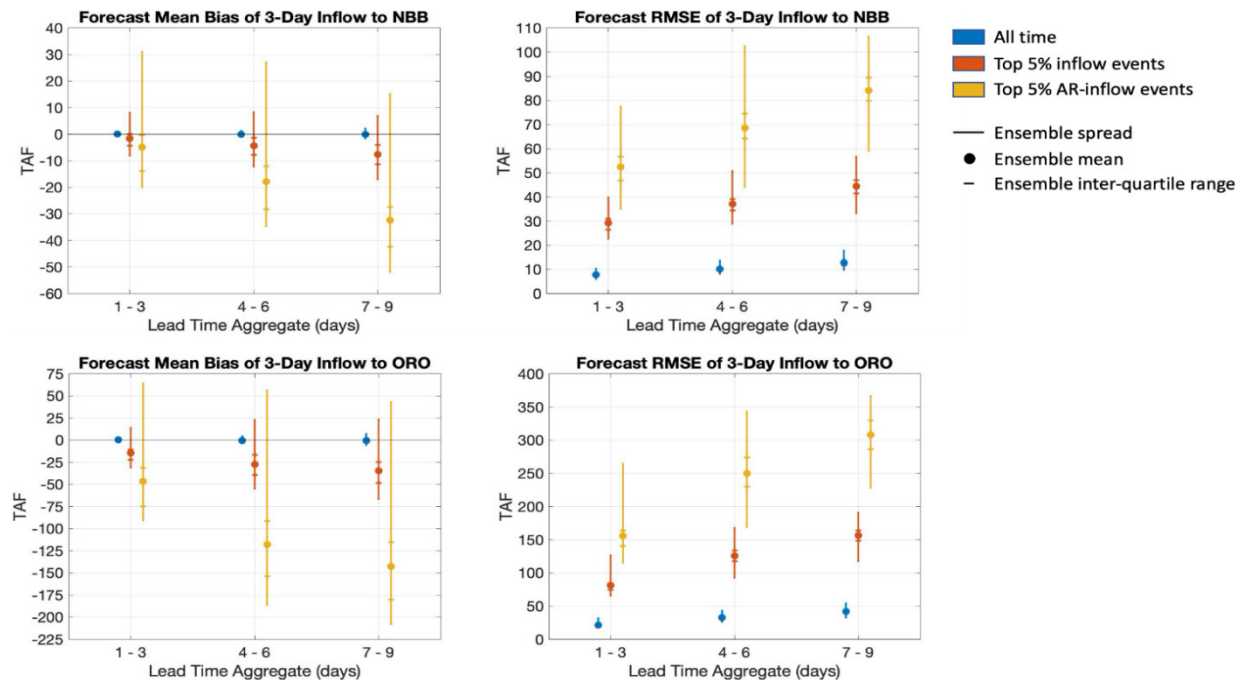 Forecast Mean Bias of 3-Day Inflow to NBB
40
30
20
10
0
-10
-20
-30
-40
-50
-60
TAF
1 - 3
4 - 6
7 - 9
Lead Time Aggregate (days)
Forecast RMSE of 3-Day Inflow to NBB
110
100
90
80
70
60
50
40
30
20
10
0
TAF
1 - 3
4 - 6
7 - 9
Lead Time Aggregate (days)
All time
Top 5% inflow events
Top 5% AR-inflow events
Ensemble spread
Ensemble mean
Ensemble inter-quartile range
Forecast Mean Bias of 3-Day Inflow to ORO
75
50
25
0
-25
-50
-75
-100
-125
-150
-175
-200
-225
TAF
1 - 3
4 - 6
7 - 9
Lead Time Aggregate (days)
Forecast RMSE of 3-Day Inflow to ORO
400
350
300
250
200
150
100
50
0
TAF
1 - 3
4 - 6
7 - 9
Lead Time Aggregate (days)